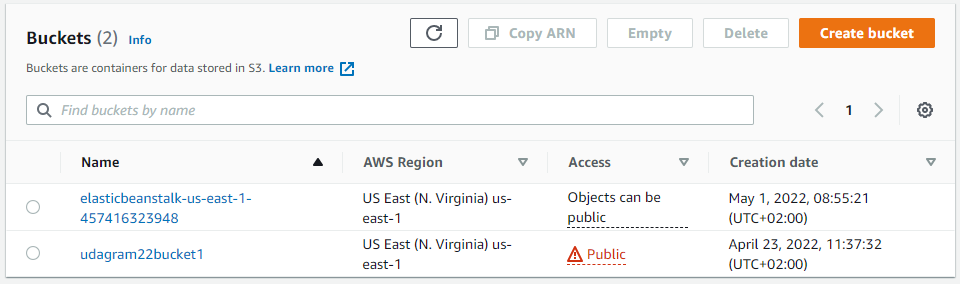 Buckets (2) Info
Copy ARN Empty Delete Create bucket
Buckets are containers for data stored in S3. Learn more
Find buckets by name
1
Name AWS Region Access Creation date
elasticbeanstalk-us-east-1- US East (N. Virginia) us- Objects can be May 1, 2022, 08:55:21
457416323948 east-1 public (UTC+02:00)
udagram22bucket1 US East (N. Virginia) us- Public April 23, 2022, 11:37:32
east-1 (UTC+02:00)